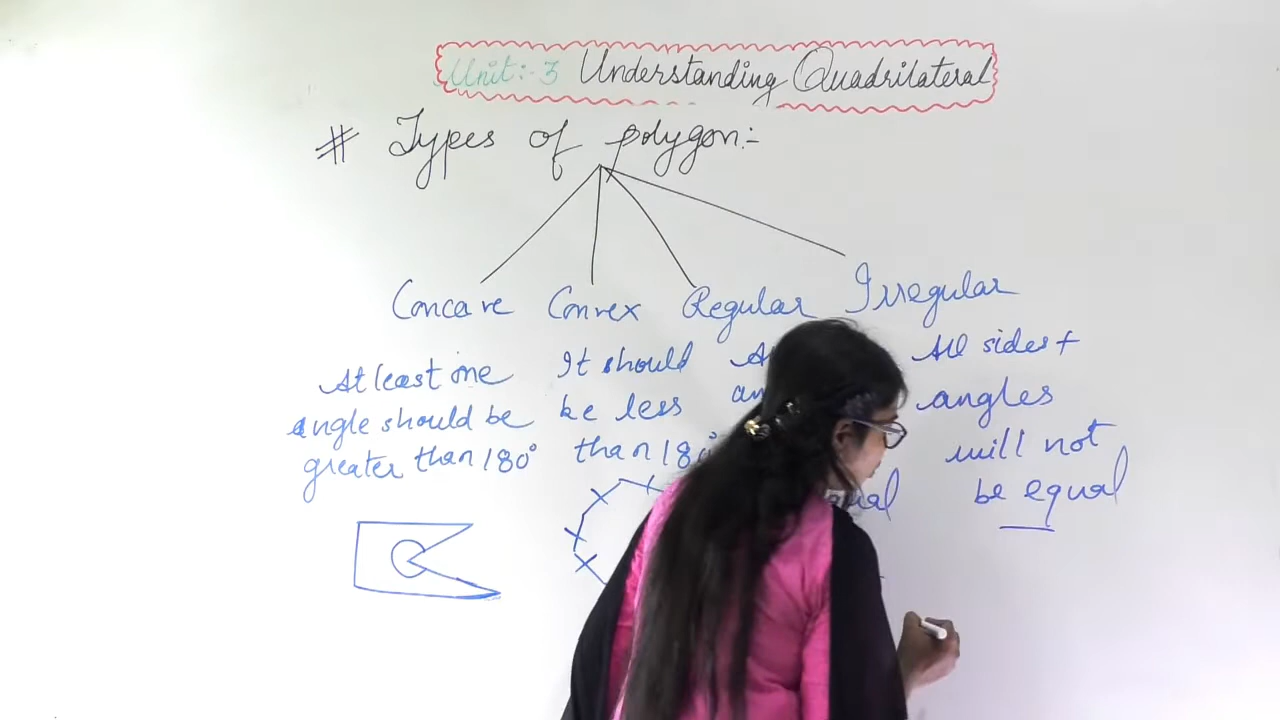 Unit:- 3 Understanding Quadrilateral
# Types of polygon:-
Concave Convex Regular Irregular
At least one
angle should be
greater than 180°
It should
be less
than 180°
All sides +
angles
will not
be equal